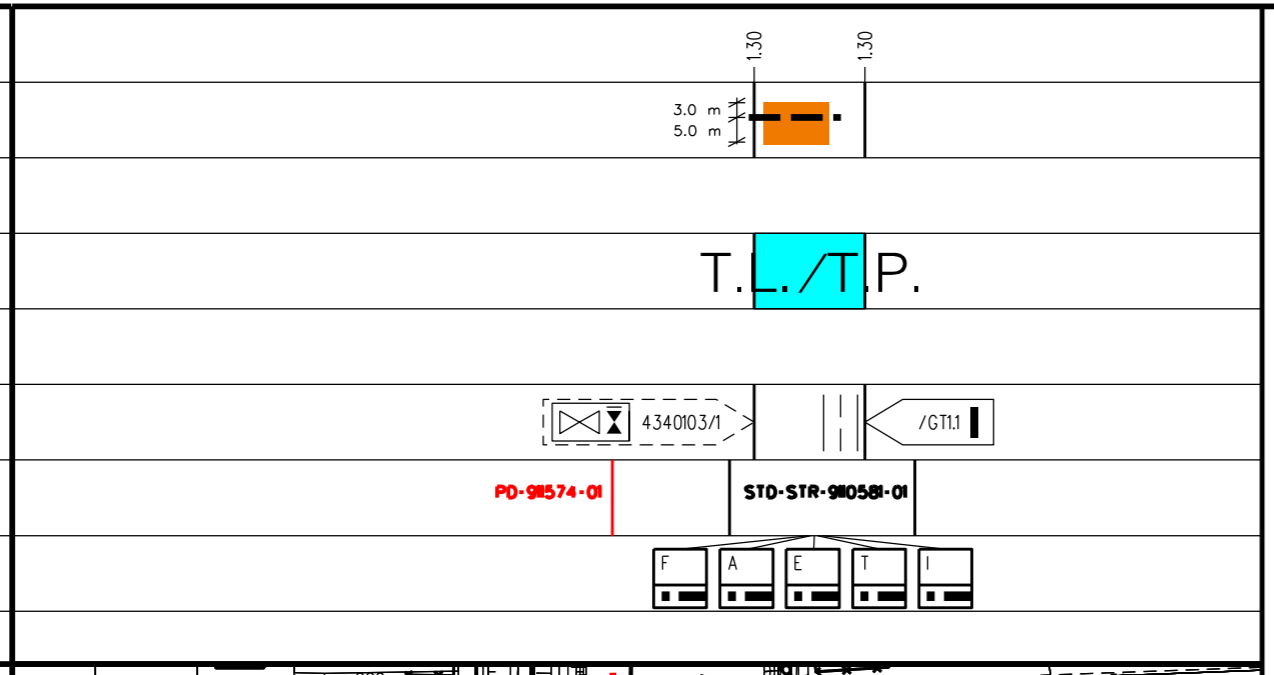 1.30 1.30
3.0 m
5.0 m
T.L./T.P.
4340103/1 /GT1.1
PD-911574-01 STD-STR-9110581-01
F A E T I